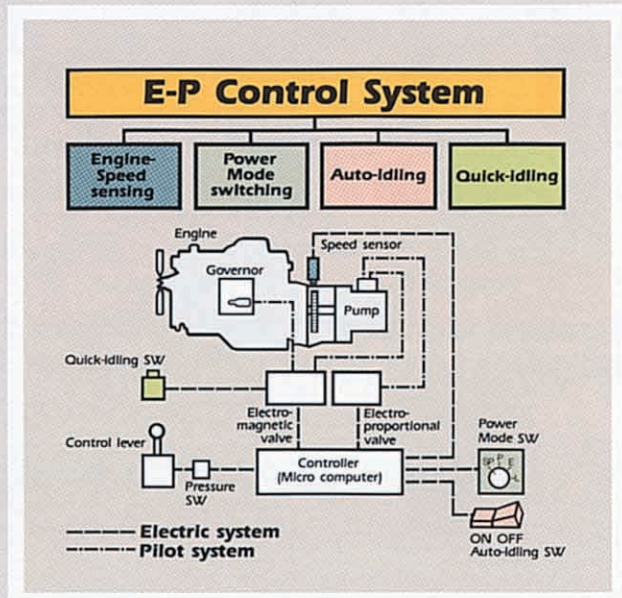 E-P Control System
Engine-
Speed
sensing
Power
Mode
switching
Auto-idling
Quick-idling
Engine
Speed sensor
Governor
Pump
Quick-idling SW
Electro-
magnetic
valve
Electro-
proportional
valve
Power
Mode SW
Control lever
Controller
(Micro computer)
SP P E
L
Pressure
SW
Electric system
Pilot system
ON OFF
Auto-idling SW